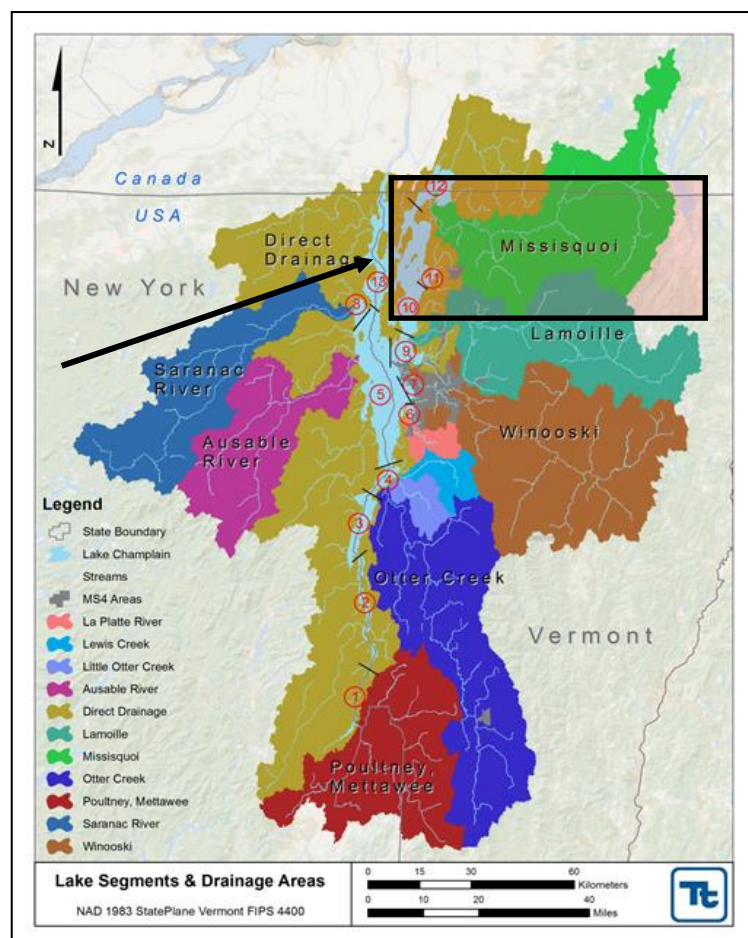 N
Canada
USA
Direct
Drainage
12
Missisquoi
New York
11
13
8
10
Lamoille
9
Saranac
River
7
5
6
Ausable
River
Winooski
4
3
Otter Creek
2
Vermont
1
Poultney,
Mettawee
Legend
State Boundary
Lake Champlain
Streams
MS4 Areas
La Platte River
Lewis Creek
Little Otter Creek
Ausable River
Direct Drainage
Lamoille
Missisquoi
Otter Creek
Poultney, Mettawee
Saranac River
Winooski
Lake Segments & Drainage Areas
NAD 1983 StatePlane Vermont FIPS 4400
0 15 30 60
Kilometers
0 10 20 40
Miles
Tt